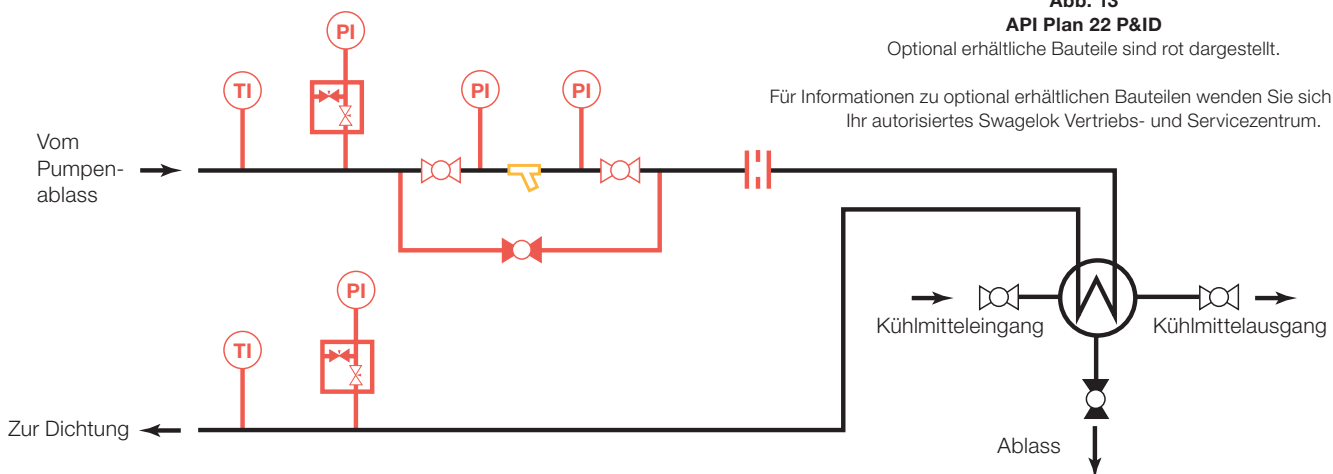 Abb. 13
API Plan 22 P&ID
Optional erhältliche Bauteile sind rot dargestellt.
Für Informationen zu optional erhältlichen Bauteilen wenden Sie sich
Ihr autorisiertes Swagelok Vertriebs- und Servicezentrum.
PI
TI
PI
PI
Vom
Pumpen-
ablass
PI
Kühlmitteleingang
Kühlmittelausgang
TI
Zur Dichtung
Ablass